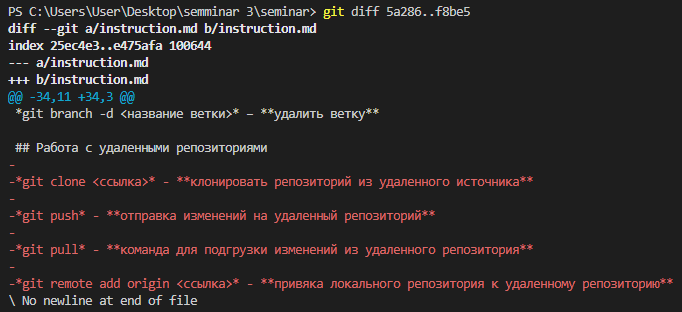 PS C:\Users\User\Desktop\semminar 3\seminar> git diff 5a286..f8be5
diff --git a/instruction.md b/instruction.md
index 25ec4e3..e475afa 100644
--- a/instruction.md
+++ b/instruction.md
@@ -34,11 +34,3 @@
 *git branch -d <название ветки>* – **удалить ветку**

 ## Работа с удаленными репозиториями
-
-*git clone <ссылка>* - **клонировать репозиторий из удаленного источника**
-
-*git push* - **отправка изменений на удаленный репозиторий**
-
-*git pull* - **команда для подгрузки изменений из удаленного репозитория**
-
-*git remote add origin <ссылка>* - **привяка локального репозитория к удаленному репозиторию**
\ No newline at end of file